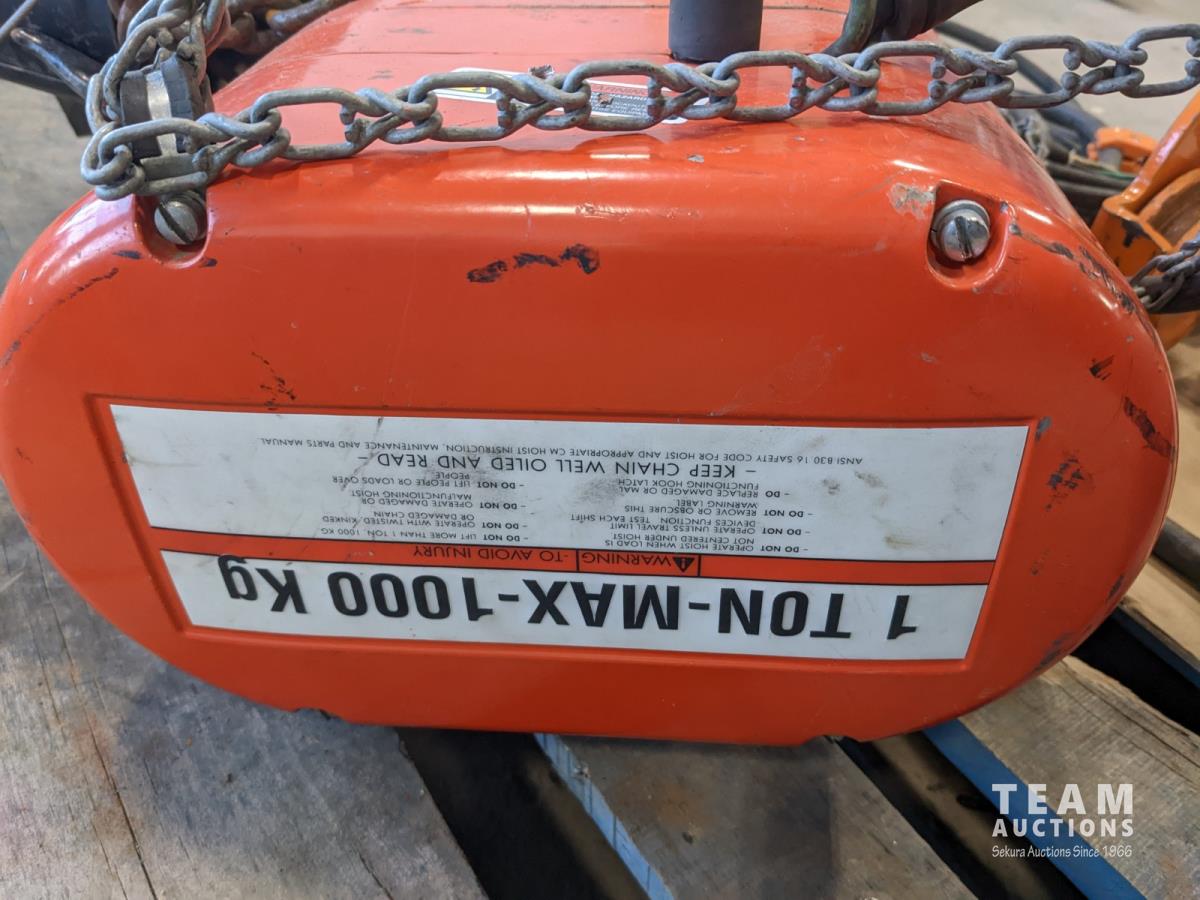 1 TON-MAX-1000 Kg
WARNING -TO AVOID INJURY
- DO NOT OPERATE HOIST WHEN LOAD IS
NOT CENTERED UNDER HOIST
- DO NOT OPERATE UNLESS TRAVEL LIMIT
DEVICES FUNCTION. TEST EACH SHIFT
- DO NOT REMOVE OR OBSCURE THIS
WARNING LABEL
- DO REPLACE DAMAGED OR MAL
FUNCTIONING HOOK LATCH
- DO NOT LIFT MORE THAN 1 TON 1000 KG
- DO NOT OPERATE WITH TWISTED KINKED
OR DAMAGED CHAIN
- DO NOT OPERATE DAMAGED OR
MALFUNCTIONING HOIST
- DO NOT LIFT PEOPLE OR LOADS OVER
PEOPLE
- KEEP CHAIN WELL OILED AND READ -
ANSI B30 16 SAFETY CODE FOR HOIST AND APPROPRIATE CM HOIST INSTRUCTION, MAINTENANCE AND PARTS MANUAL
WARNING
TEAM
AUCTIONS
Sekura Auctions Since 1966